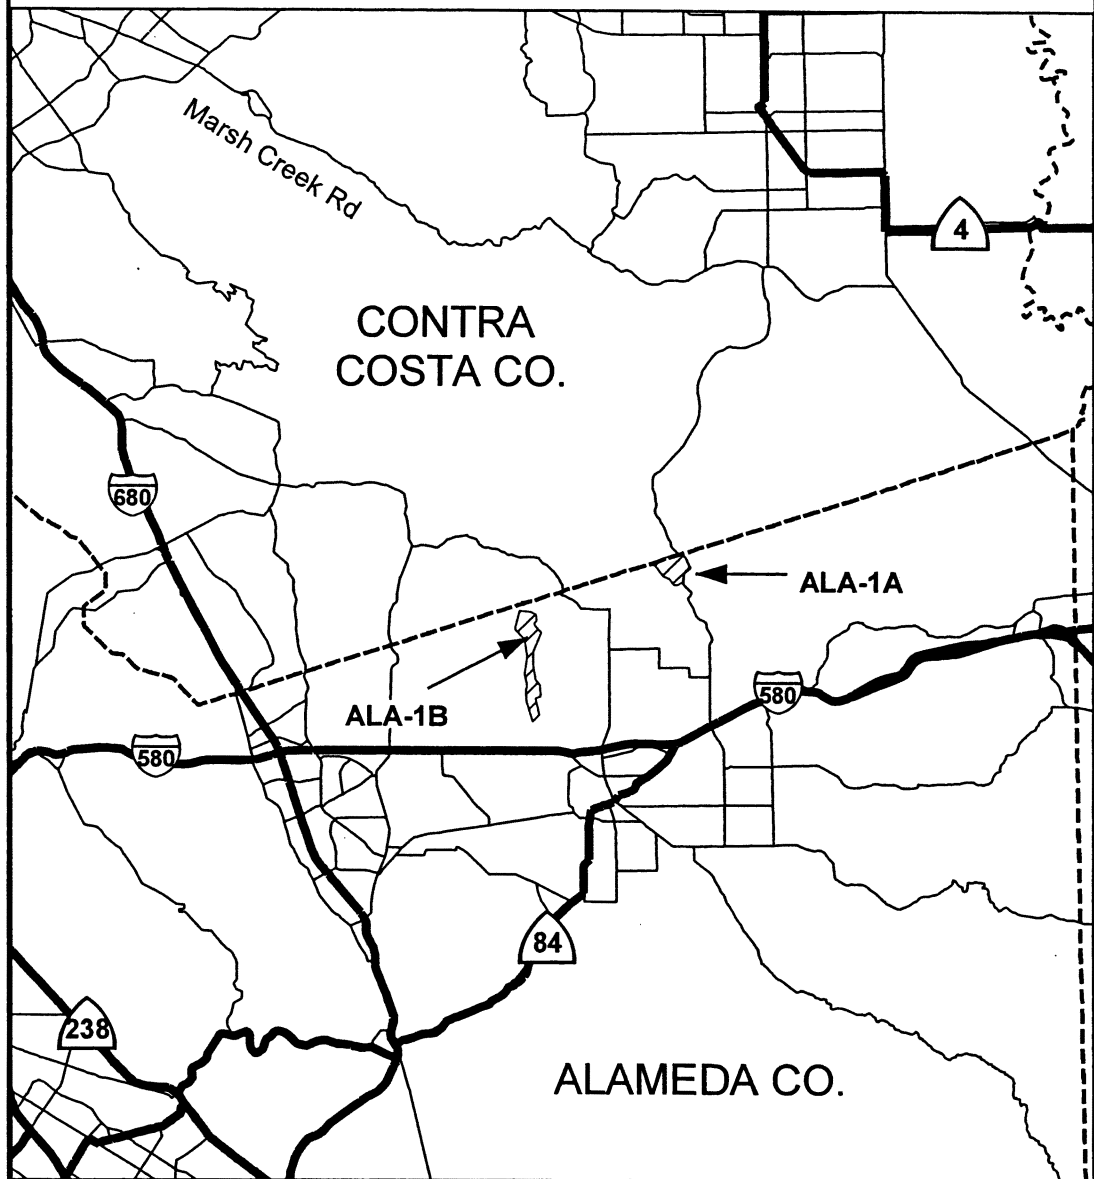 Marsh Creek Rd
4
CONTRA
COSTA CO.
680
ALA-1A
580
ALA-1B
580
84
238
ALAMEDA CO.